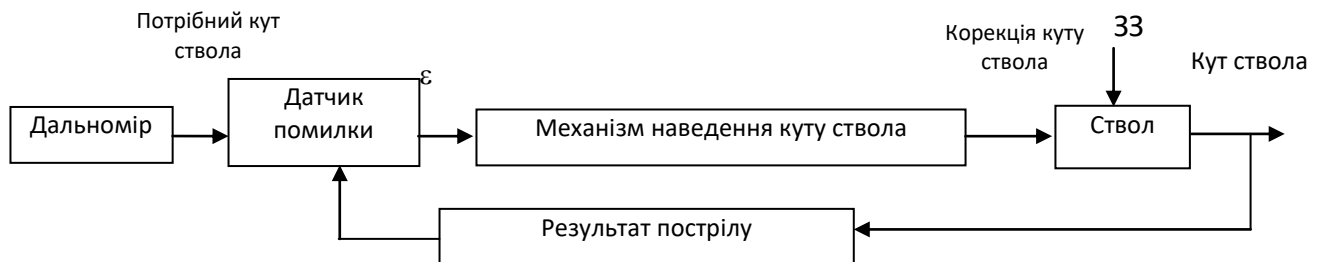 Потрібний кут
ствола
Корекція куту
ствола
ЗЗ
Кут ствола
ε
Дальномір
Датчик
помилки
Механізм наведення куту ствола
Ствол
Результат пострілу